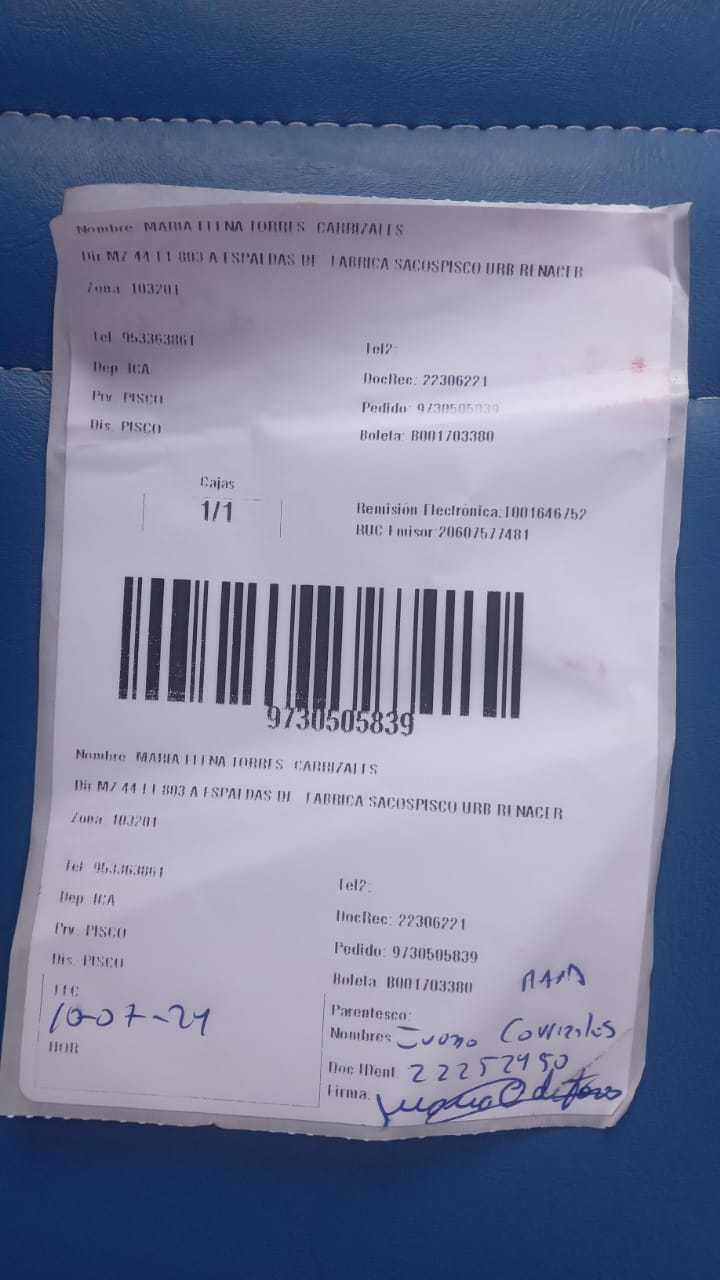 Nombre MARIA ELENA TORRES CARRIZALES
Dir MZ 44 LT 803 A ESPALDAS DE FABRICA SACOSPISCO URB RENACER
Zona 103201
Tel 953363861
Tel2:
Dep ICA
DocRec: 22306221
Prv. PISCO
Pedido: 9730505839
Dis. PISCO
Boleta: B001703380
Cajas
1/1
Remisión Electrónica:T001646752
RUC Emisor:20607577481
9730505839
Nombre MARIA ELENA TORRES CARRIZALES
Dir MZ 44 LT 803 A ESPALDAS DE FABRICA SACOSPISCO URB RENACER
Zona 103201
Tel 953363861
Tel2:
Dep ICA
DocRec: 22306221
Prv. PISCO
Pedido: 9730505839
Dis. PISCO
Boleta: B001703380
FEC
10-07-24
Parentesco:
Nombres Carrizales
HOR
Doc IDent 22252450
Firma: